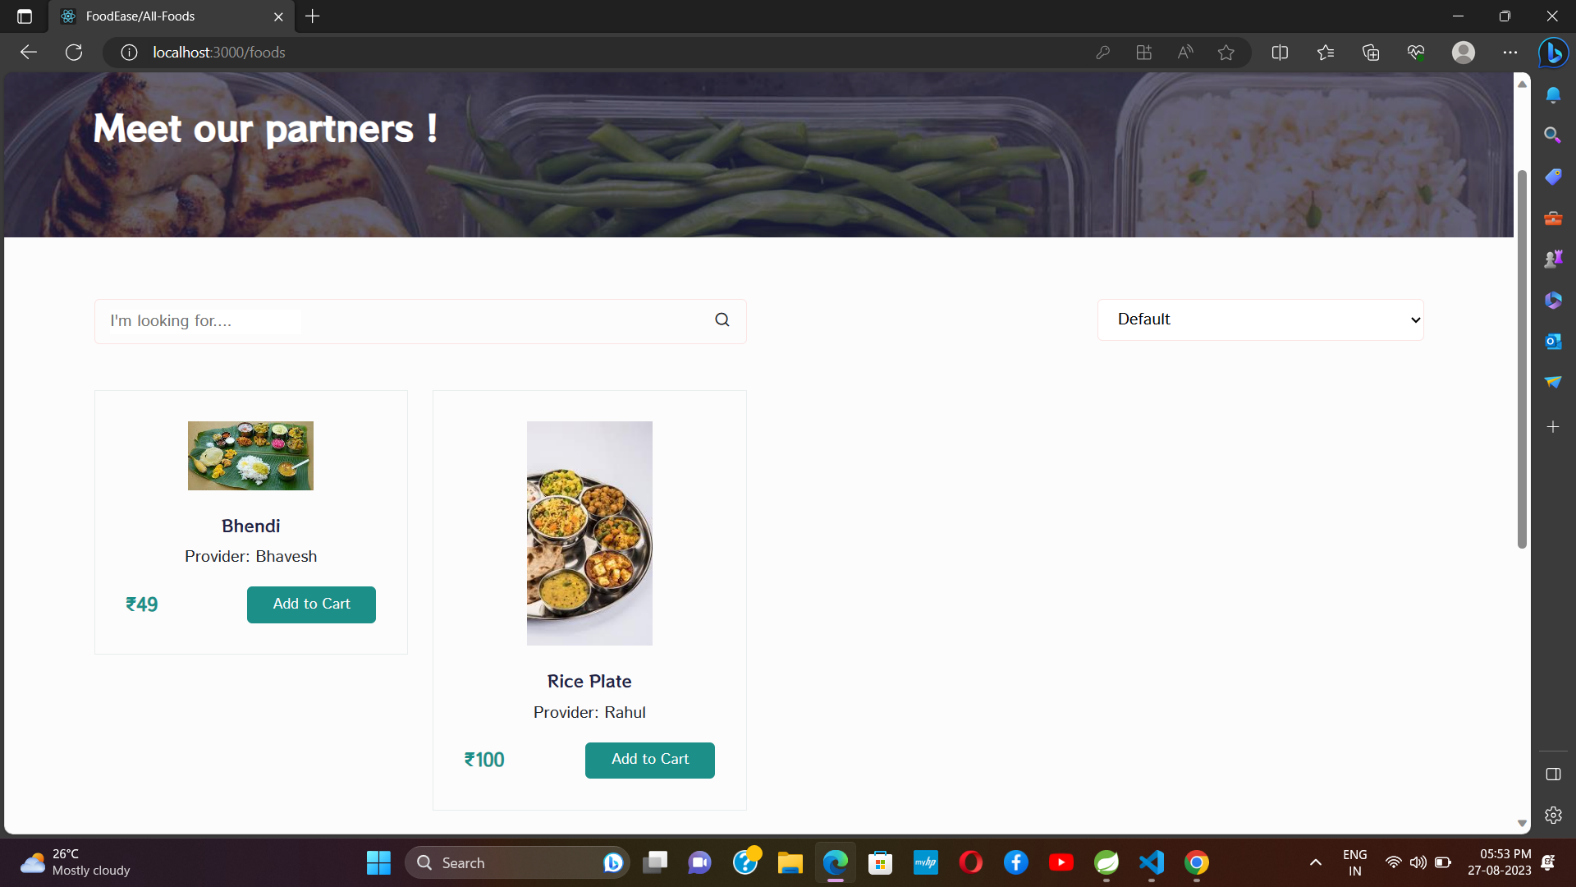 FoodEase/All-Foods
localhost:3000/foods
Meet our partners !
I'm looking for....
Default
Bhendi
Provider: Bhavesh
₹49
Add to Cart
Rice Plate
Provider: Rahul
₹100
Add to Cart
26°C
Mostly cloudy
Search
myhp
ENG
IN
05:53 PM
27-08-2023